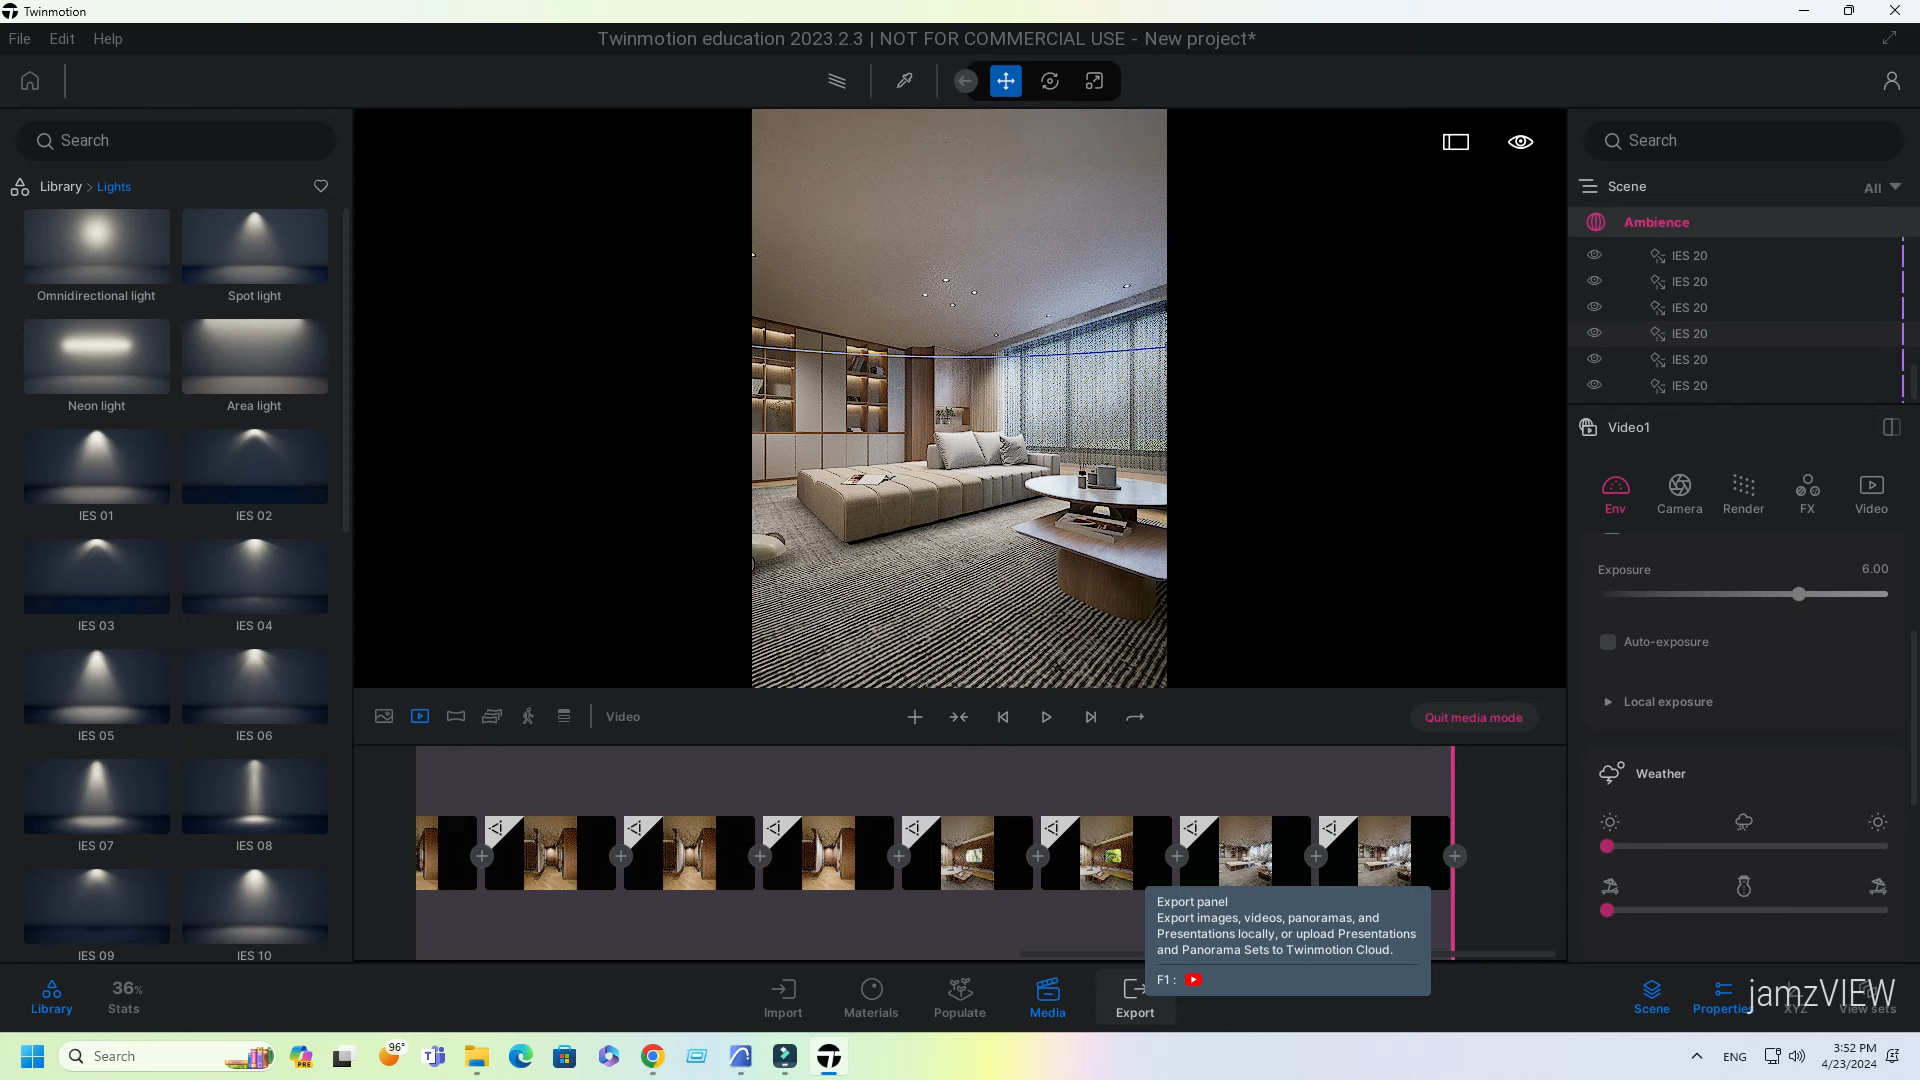 Twinmotion
File Edit Help
Twinmotion education 2023.2.3 | NOT FOR COMMERCIAL USE - New project*
Search
Library > Lights
Omnidirectional light
Spot light
Neon light
Area light
IES 01
IES 02
IES 03
IES 04
IES 05
IES 06
IES 07
IES 08
IES 09
IES 10
Search
Scene
All
Ambience
IES 20
IES 20
IES 20
IES 20
IES 20
IES 20
Video1
Env
Camera
Render
FX
Video
Exposure
6.00
Auto-exposure
Local exposure
Weather
Video
Quit media mode
Export panel
Export images, videos, panoramas, and
Presentations locally, or upload Presentations
and Panorama Sets to Twinmotion Cloud.
F1 :
Library
36%
Stats
Import
Materials
Populate
Media
Export
Scene
Properties
XYZ
View sets
jamzVIEW
Search
PRE
96°
ENG
3:52 PM
4/23/2024